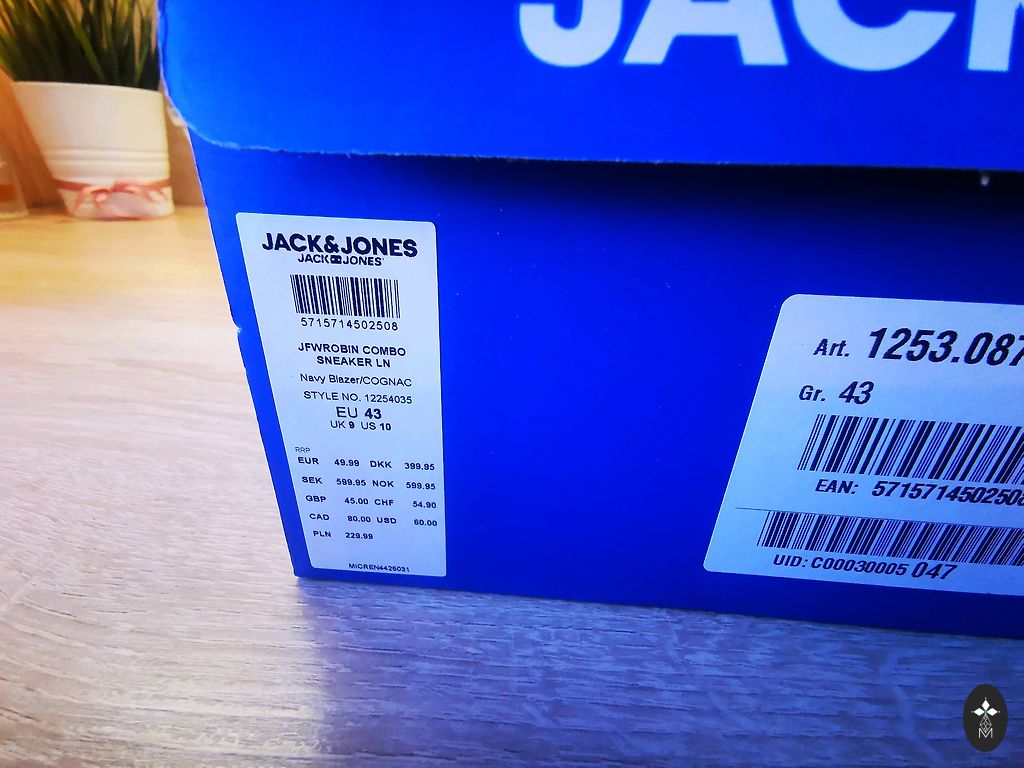 JACK
JACK&JONES
JACK JONES
5715714502508
JFWROBIN COMBO
SNEAKER LN
Navy Blazer/COGNAC
STYLE NO. 12254035
EU 43
UK 9 US 10
RRP
EUR 49.99 DKK 399.95
SEK 599.95 NOK 599.95
GBP 45.00 CHF 54.90
CAD 80.00 USD 60.00
PLN 229.99
MICREN4426031
Art. 1253.087
Gr. 43
EAN: 5715714502508
UID: C00030005 047
M